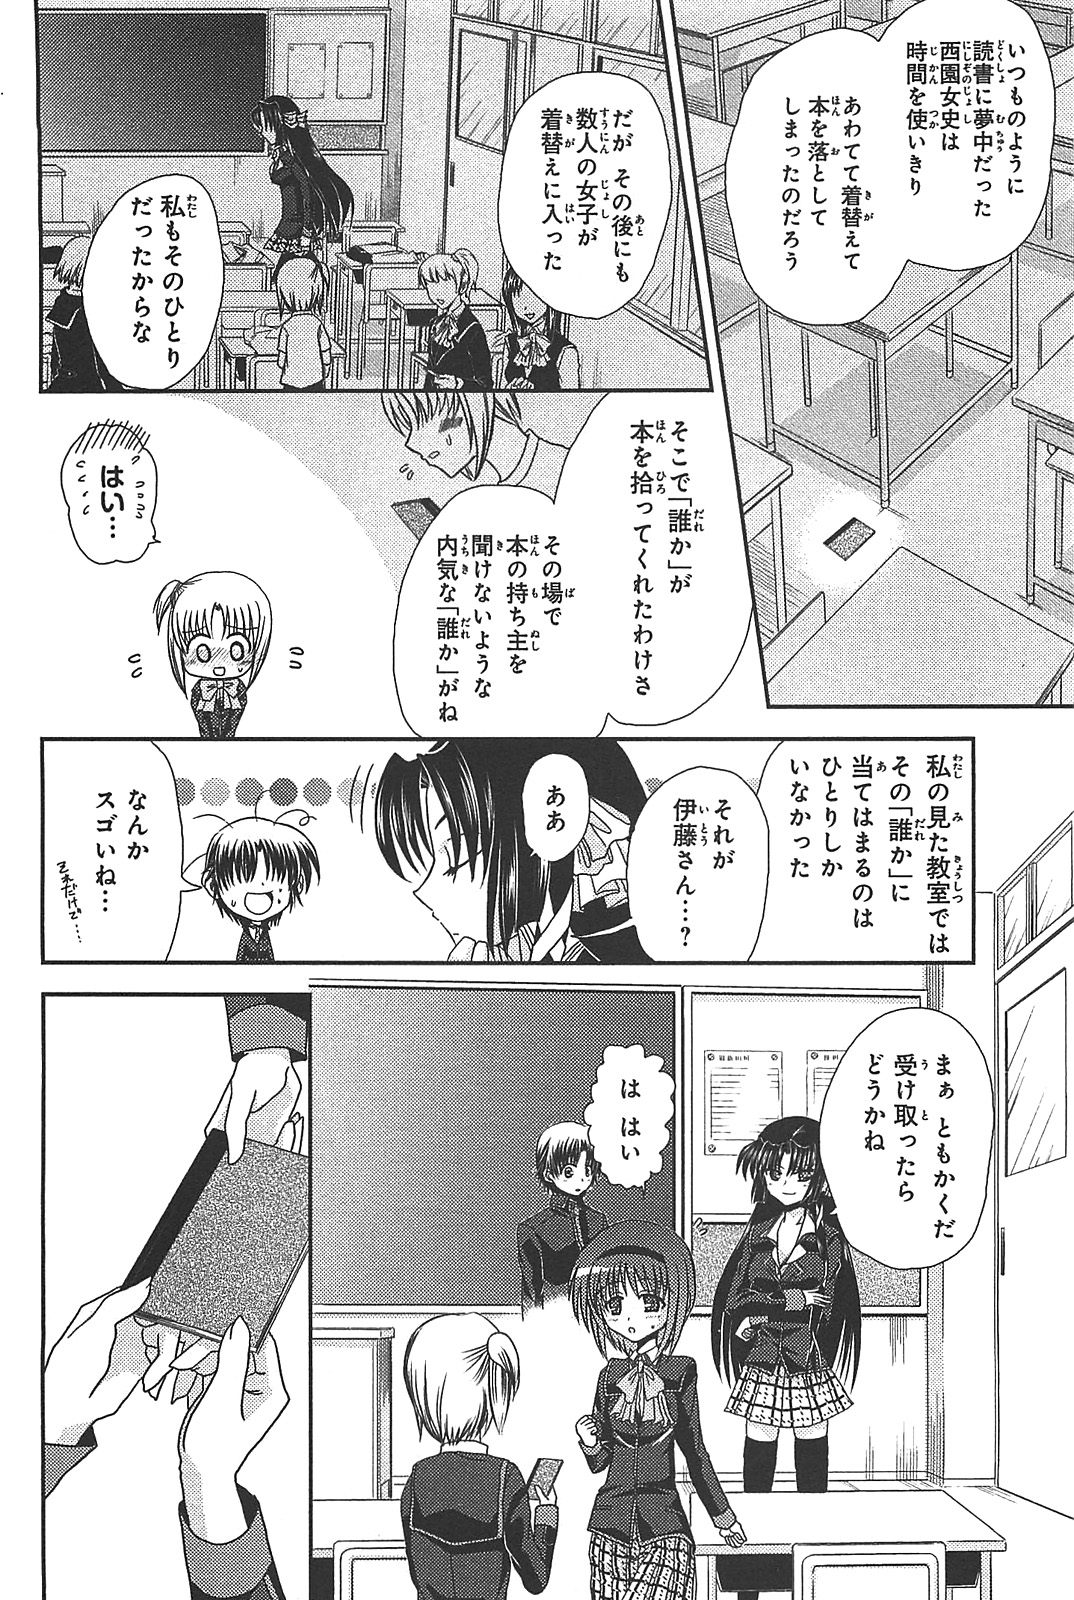 いつものように
読書に夢中だった
西園女史は
時間を使いきり
あわてて着替えて
本を落として
しまったのだろう
だが その後にも
数人の女子が
着替えに入った
私もそのひとり
だったからな
そこで「誰か」が
本を拾ってくれたわけさ
その場で
本の持ち主を
聞けないような
内気な「誰か」がね
はい…
私の見た教室では
その「誰か」に
当てはまるのは
ひとりしか
いなかった
それが
伊藤さん…?
ああ
なんか
スゴいね…
それだけで……
まぁ ともかくだ
受け取ったら
どうかね
は はい